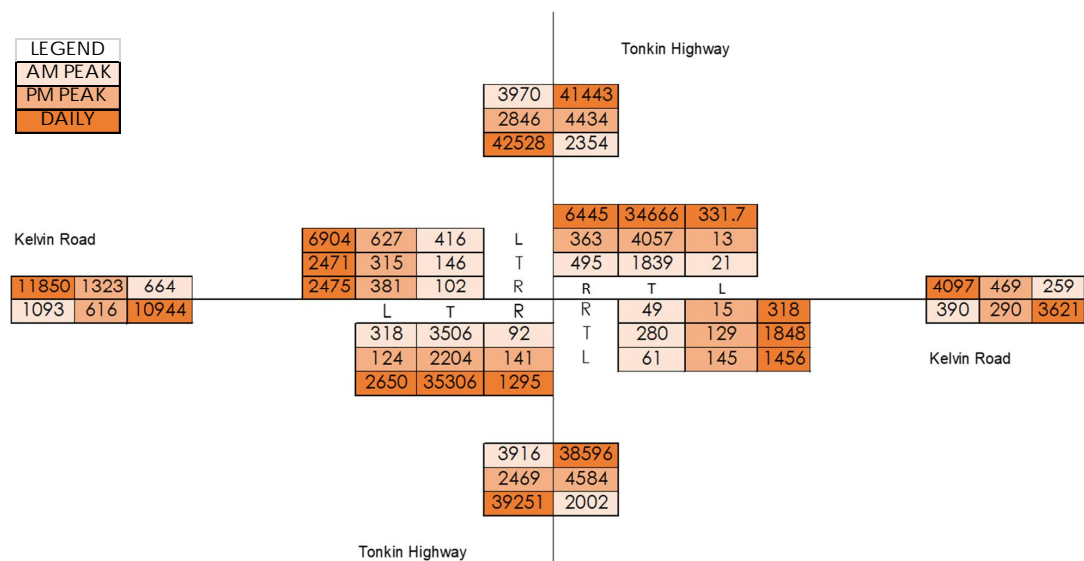 Tonkin Highway
LEGEND
AM PEAK
PM PEAK
DAILY
3970 41443
2846 4434
42528 2354
Kelvin Road
6904 627 416 L
2471 315 146 T
2475 381 102 R
6445 34666 331.7
363 4057 13
495 1839 21
R T L
11850 1323 664
1093 616 10944
4097 469 259
390 290 3621
L T R
318 3506 92
124 2204 141
2650 35306 1295
R 49 15 318
T 280 129 1848
L 61 145 1456
Kelvin Road
3916 38596
2469 4584
39251 2002
Tonkin Highway